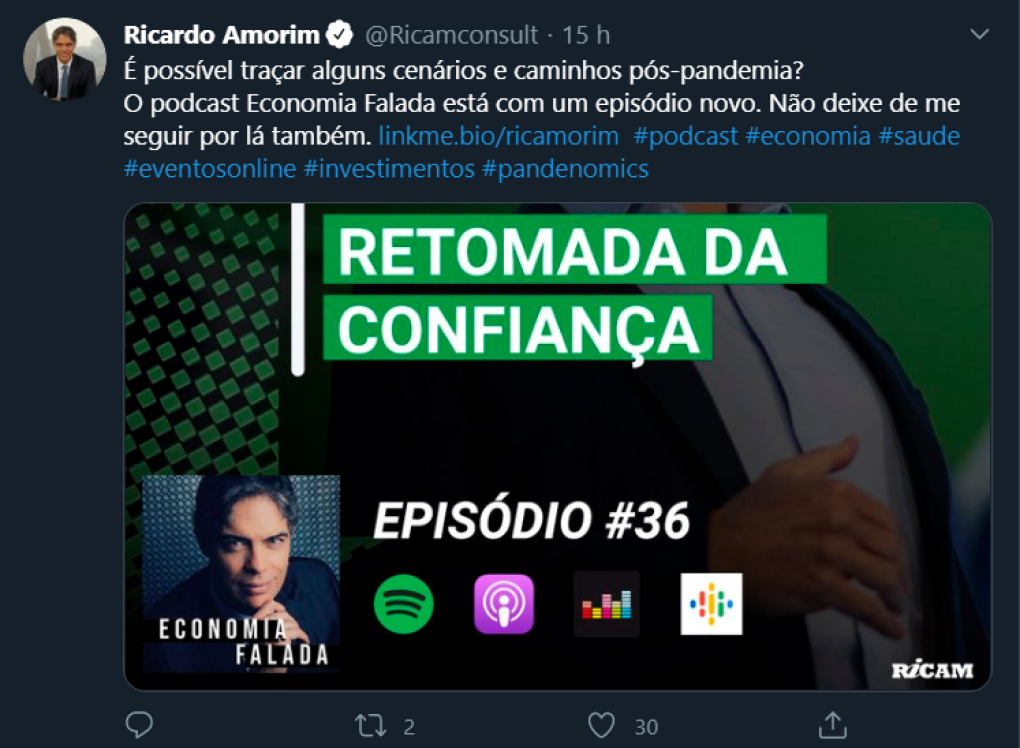 Ricardo Amorim @Ricamconsult · 15 h
É possível traçar alguns cenários e caminhos pós-pandemia?
O podcast Economia Falada está com um episódio novo. Não deixe de me
seguir por lá também. linkme.bio/ricamorim #podcast #economia #saude
#eventosonline #investimentos #pandenomics
RETOMADA DA
CONFIANÇA
EPISÓDIO #36
ECONOMIA
FALADA
RICAM
2 30